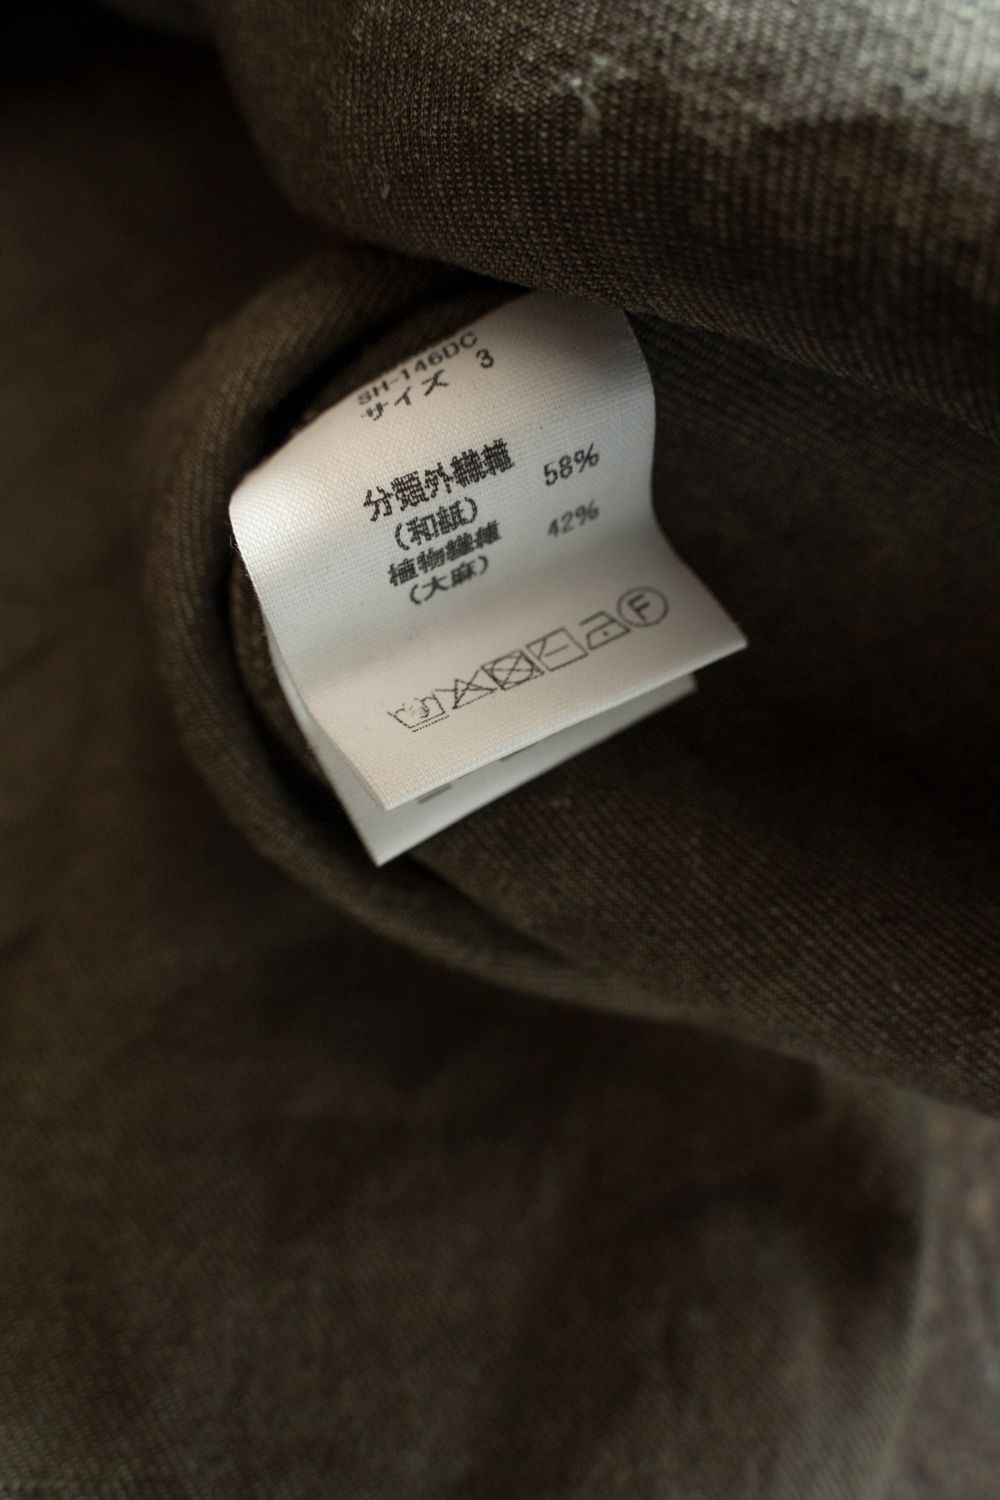 SH-146DC
サイズ 3
分類外繊維 58%
(和紙)
植物繊維 42%
(大麻)
F